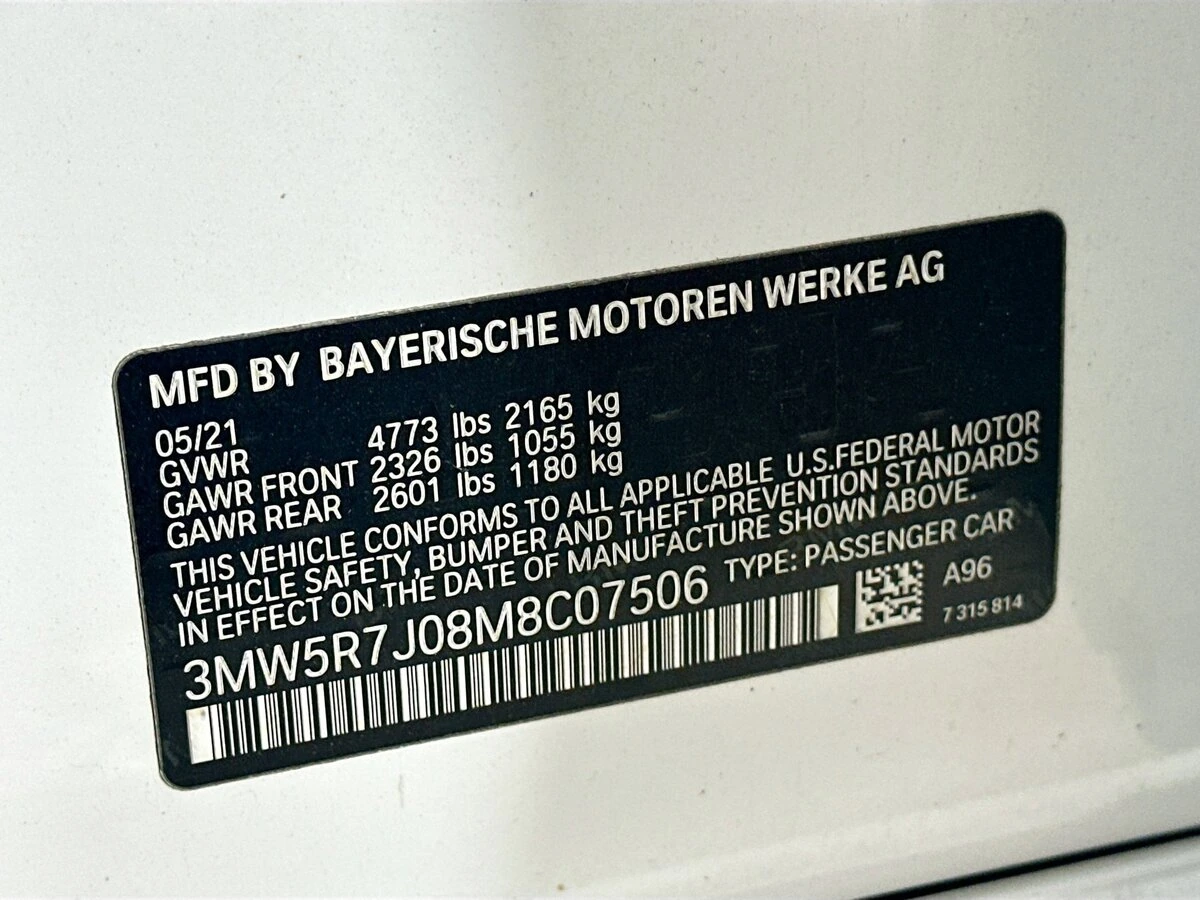 MFD BY BAYERISCHE MOTOREN WERKE AG
05/21
GVWR 4773 lbs 2165 kg
GAWR FRONT 2326 lbs 1055 kg
GAWR REAR 2601 lbs 1180 kg
THIS VEHICLE CONFORMS TO ALL APPLICABLE U.S.FEDERAL MOTOR
VEHICLE SAFETY, BUMPER AND THEFT PREVENTION STANDARDS
IN EFFECT ON THE DATE OF MANUFACTURE SHOWN ABOVE.
3MW5R7J08M8C07506 TYPE: PASSENGER CAR
A96
7 315 814